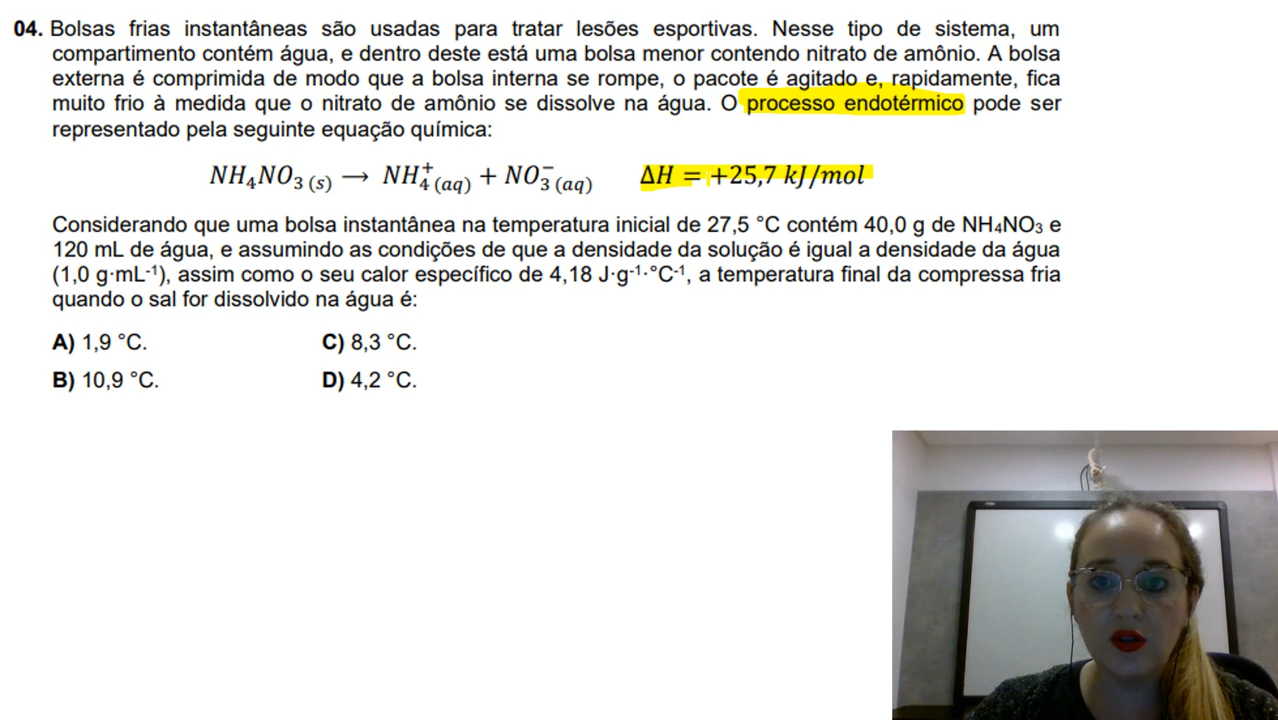 04. Bolsas frias instantâneas são usadas para tratar lesões esportivas. Nesse tipo de sistema, um
compartimento contém água, e dentro deste está uma bolsa menor contendo nitrato de amônio. A bolsa
externa é comprimida de modo que a bolsa interna se rompe, o pacote é agitado e, rapidamente, fica
muito frio à medida que o nitrato de amônio se dissolve na água. O processo endotérmico pode ser
representado pela seguinte equação química:
NH₄NO₃ (s) → NH₄⁺ (aq) + NO₃⁻ (aq) ΔH = +25,7 kJ/mol
Considerando que uma bolsa instantânea na temperatura inicial de 27,5 °C contém 40,0 g de NH₄NO₃ e
120 mL de água, e assumindo as condições de que a densidade da solução é igual a densidade da água
(1,0 g·mL⁻¹), assim como o seu calor específico de 4,18 J·g⁻¹·°C⁻¹, a temperatura final da compressa fria
quando o sal for dissolvido na água é:
A) 1,9 °C. C) 8,3 °C.
B) 10,9 °C. D) 4,2 °C.